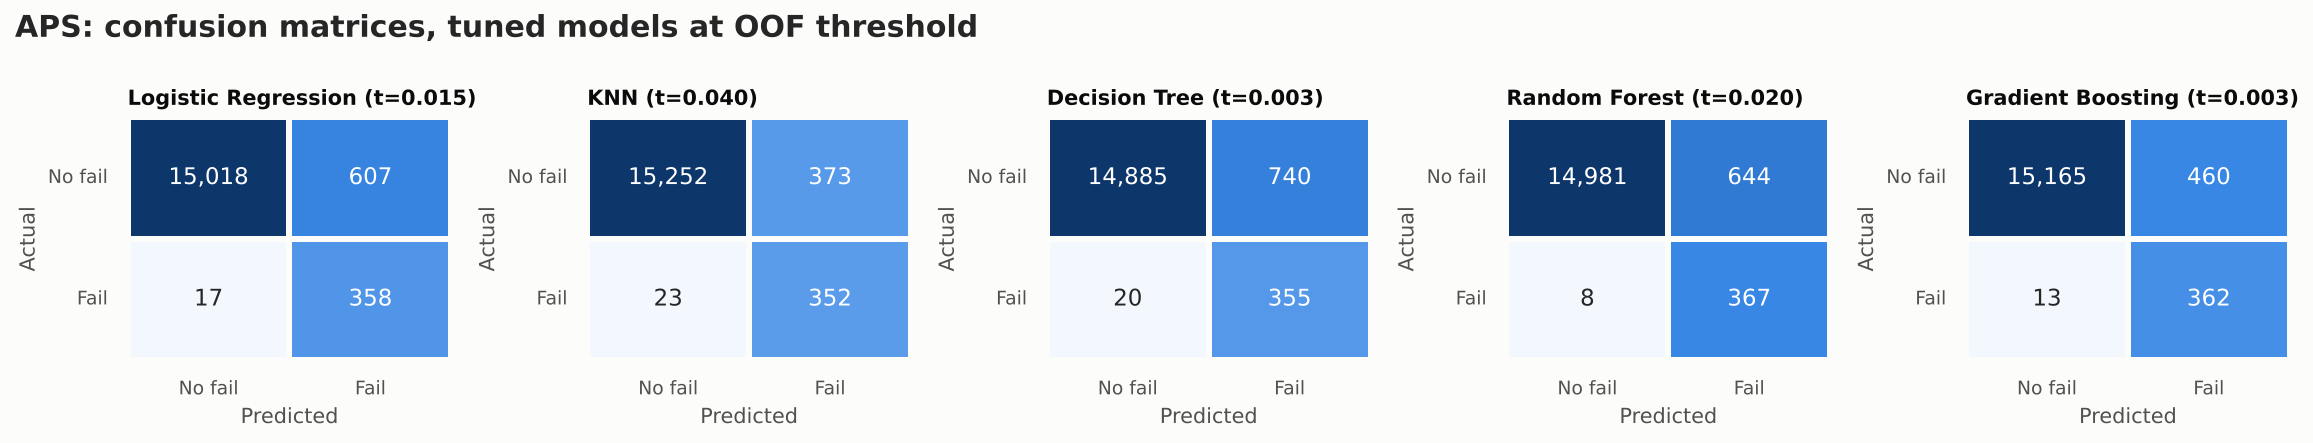 APS: confusion matrices, tuned models at OOF threshold
Logistic Regression (t=0.015)
Actual
No fail
15,018
607
Fail
17
358
No fail
Fail
Predicted
KNN (t=0.040)
Actual
No fail
15,252
373
Fail
23
352
No fail
Fail
Predicted
Decision Tree (t=0.003)
Actual
No fail
14,885
740
Fail
20
355
No fail
Fail
Predicted
Random Forest (t=0.020)
Actual
No fail
14,981
644
Fail
8
367
No fail
Fail
Predicted
Gradient Boosting (t=0.003)
Actual
No fail
15,165
460
Fail
13
362
No fail
Fail
Predicted